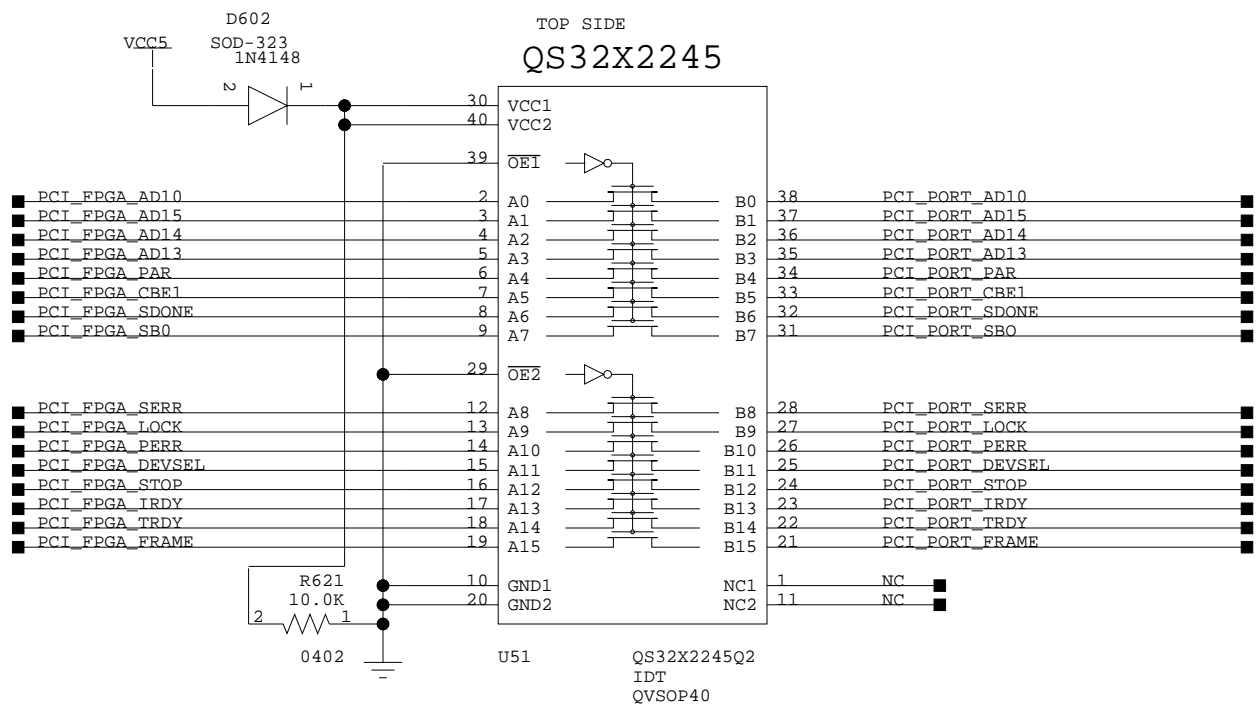 D602
TOP SIDE
VCC5
SOD-323
1N4148
QS32X2245
2
1
30 VCC1
40 VCC2
39 OE1
PCI_FPGA_AD10 2 A0 B0 38 PCI_PORT_AD10
PCI_FPGA_AD15 3 A1 B1 37 PCI_PORT_AD15
PCI_FPGA_AD14 4 A2 B2 36 PCI_PORT_AD14
PCI_FPGA_AD13 5 A3 B3 35 PCI_PORT_AD13
PCI_FPGA_PAR 6 A4 B4 34 PCI_PORT_PAR
PCI_FPGA_CBE1 7 A5 B5 33 PCI_PORT_CBE1
PCI_FPGA_SDONE 8 A6 B6 32 PCI_PORT_SDONE
PCI_FPGA_SB0 9 A7 B7 31 PCI_PORT_SBO
29 OE2
PCI_FPGA_SERR 12 A8 B8 28 PCI_PORT_SERR
PCI_FPGA_LOCK 13 A9 B9 27 PCI_PORT_LOCK
PCI_FPGA_PERR 14 A10 B10 26 PCI_PORT_PERR
PCI_FPGA_DEVSEL 15 A11 B11 25 PCI_PORT_DEVSEL
PCI_FPGA_STOP 16 A12 B12 24 PCI_PORT_STOP
PCI_FPGA_IRDY 17 A13 B13 23 PCI_PORT_IRDY
PCI_FPGA_TRDY 18 A14 B14 22 PCI_PORT_TRDY
PCI_FPGA_FRAME 19 A15 B15 21 PCI_PORT_FRAME
R621 10 GND1 NC1 1 NC
10.0K 20 GND2 NC2 11 NC
2 1
0402 U51 QS32X2245Q2
IDT
QVSOP40